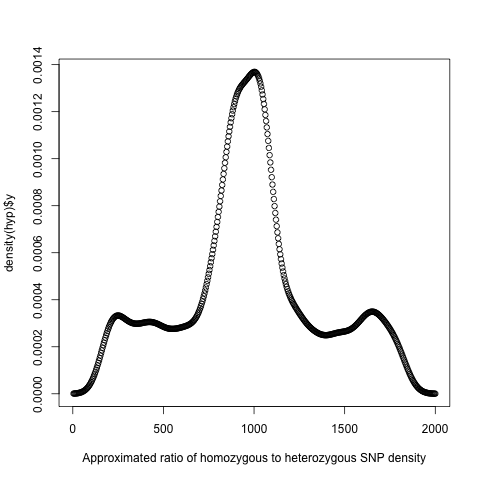 0.0014
0.0012
0.0010
0.0008
0.0006
0.0004
0.0002
0.0000
density(hyp)$y
0 500 1000 1500 2000
Approximated ratio of homozygous to heterozygous SNP density